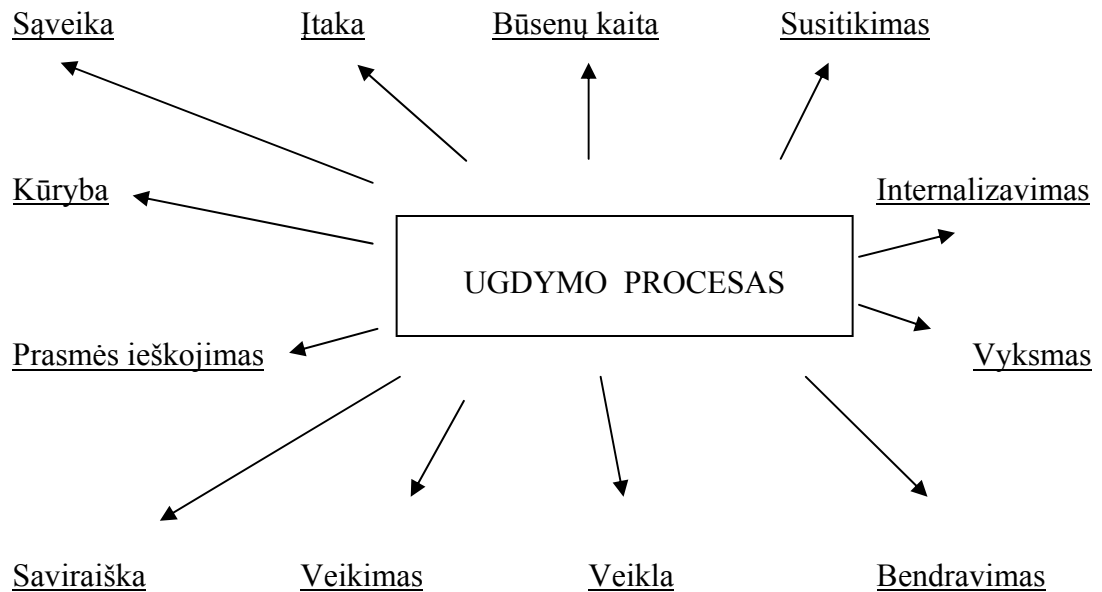 Sąveika Įtaka Būsenų kaita Susitikimas
Kūryba Internalizavimas
UGDYMO PROCESAS
Prasmės ieškojimas Vyksmas
Saviraiška Veikimas Veikla Bendravimas